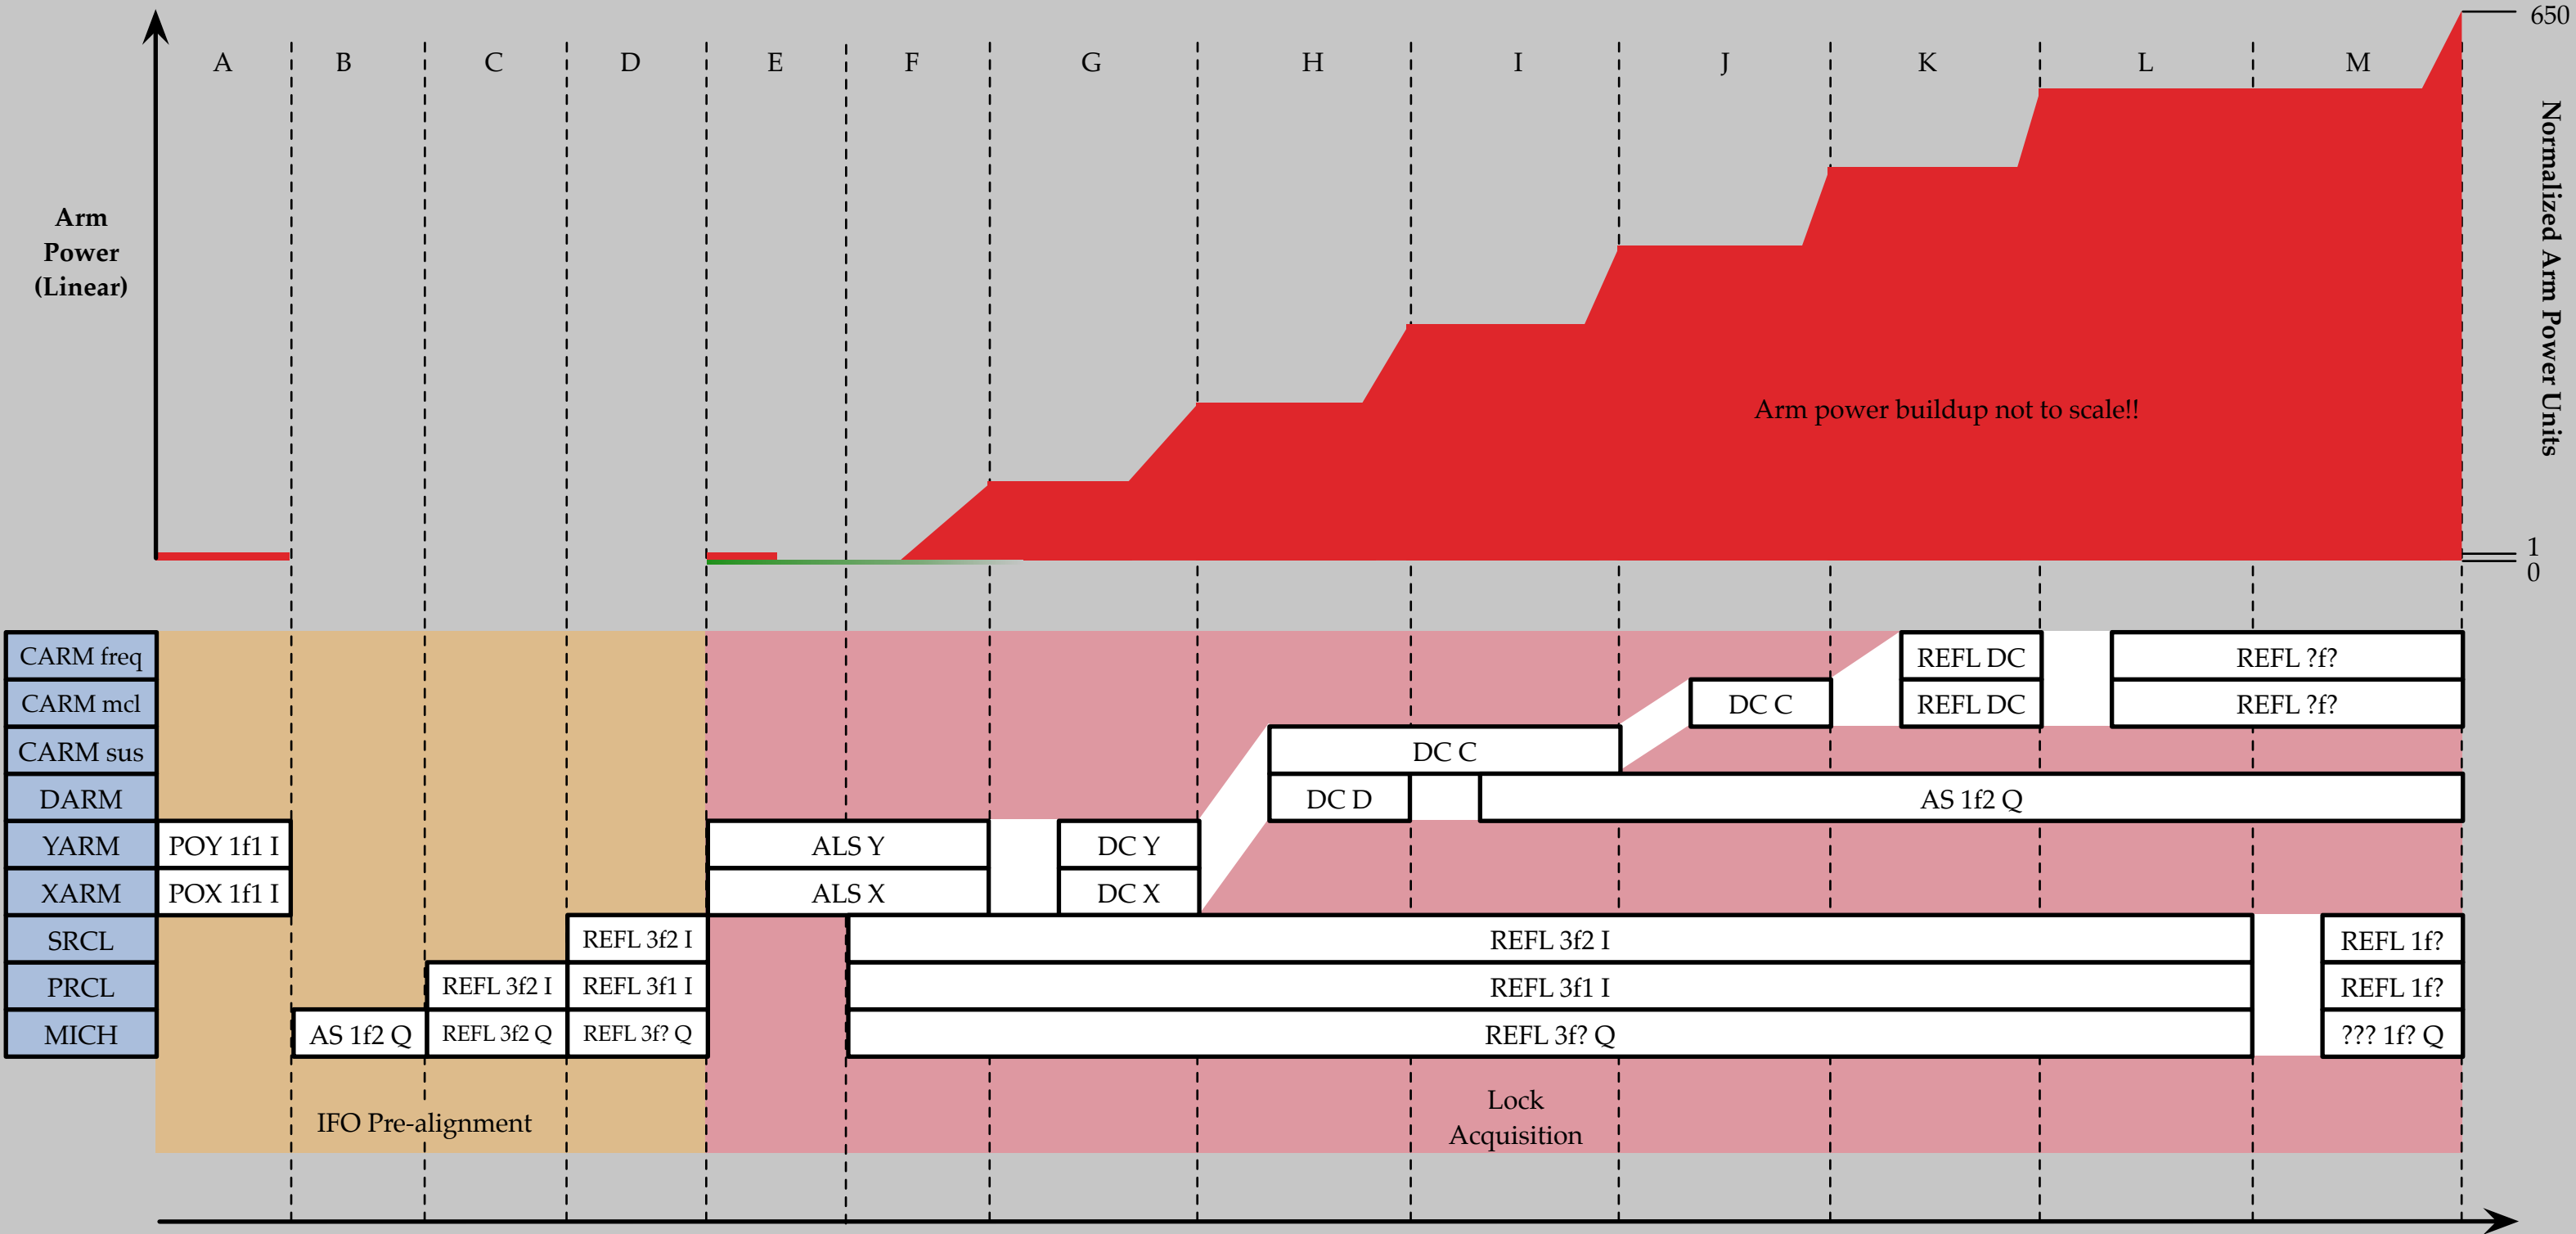 650
A B C D E F G H I J K L M
Normalized Arm Power Units
Arm
Power
(Linear)
Arm power buildup not to scale!!
1
0
CARM freq REFL DC REFL ?f?
CARM mcl DC C REFL DC REFL ?f?
CARM sus DC C
DARM DC D AS 1f2 Q
YARM POY 1f1 I ALS Y DC Y
XARM POX 1f1 I ALS X DC X
SRCL REFL 3f2 I REFL 3f2 I REFL 1f?
PRCL REFL 3f2 I REFL 3f1 I REFL 3f1 I REFL 1f?
MICH AS 1f2 Q REFL 3f2 Q REFL 3f? Q REFL 3f? Q ??? 1f? Q
IFO Pre-alignment
Lock
Acquisition